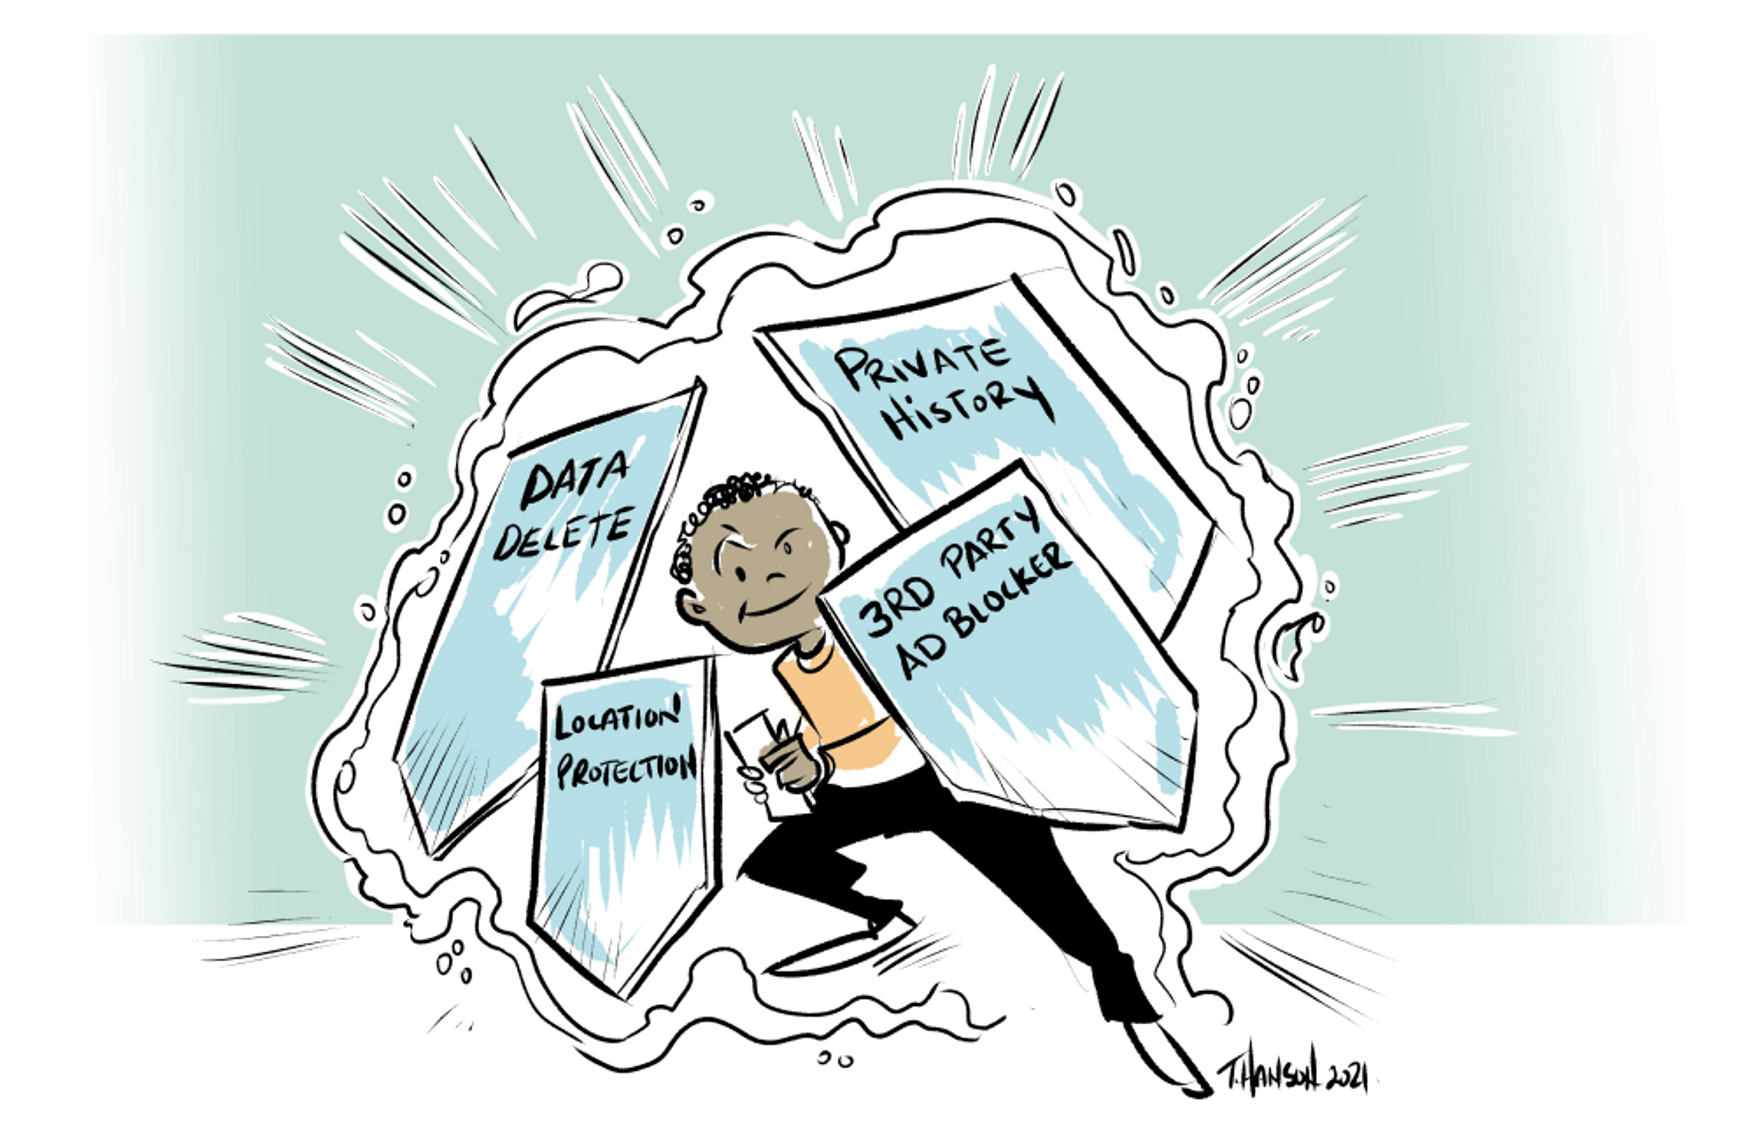 PRIVATE
HISTORY
DATA
DELETE
3RD PARTY
AD BLOCKER
LOCATION
PROTECTION
T. HANSON 2021